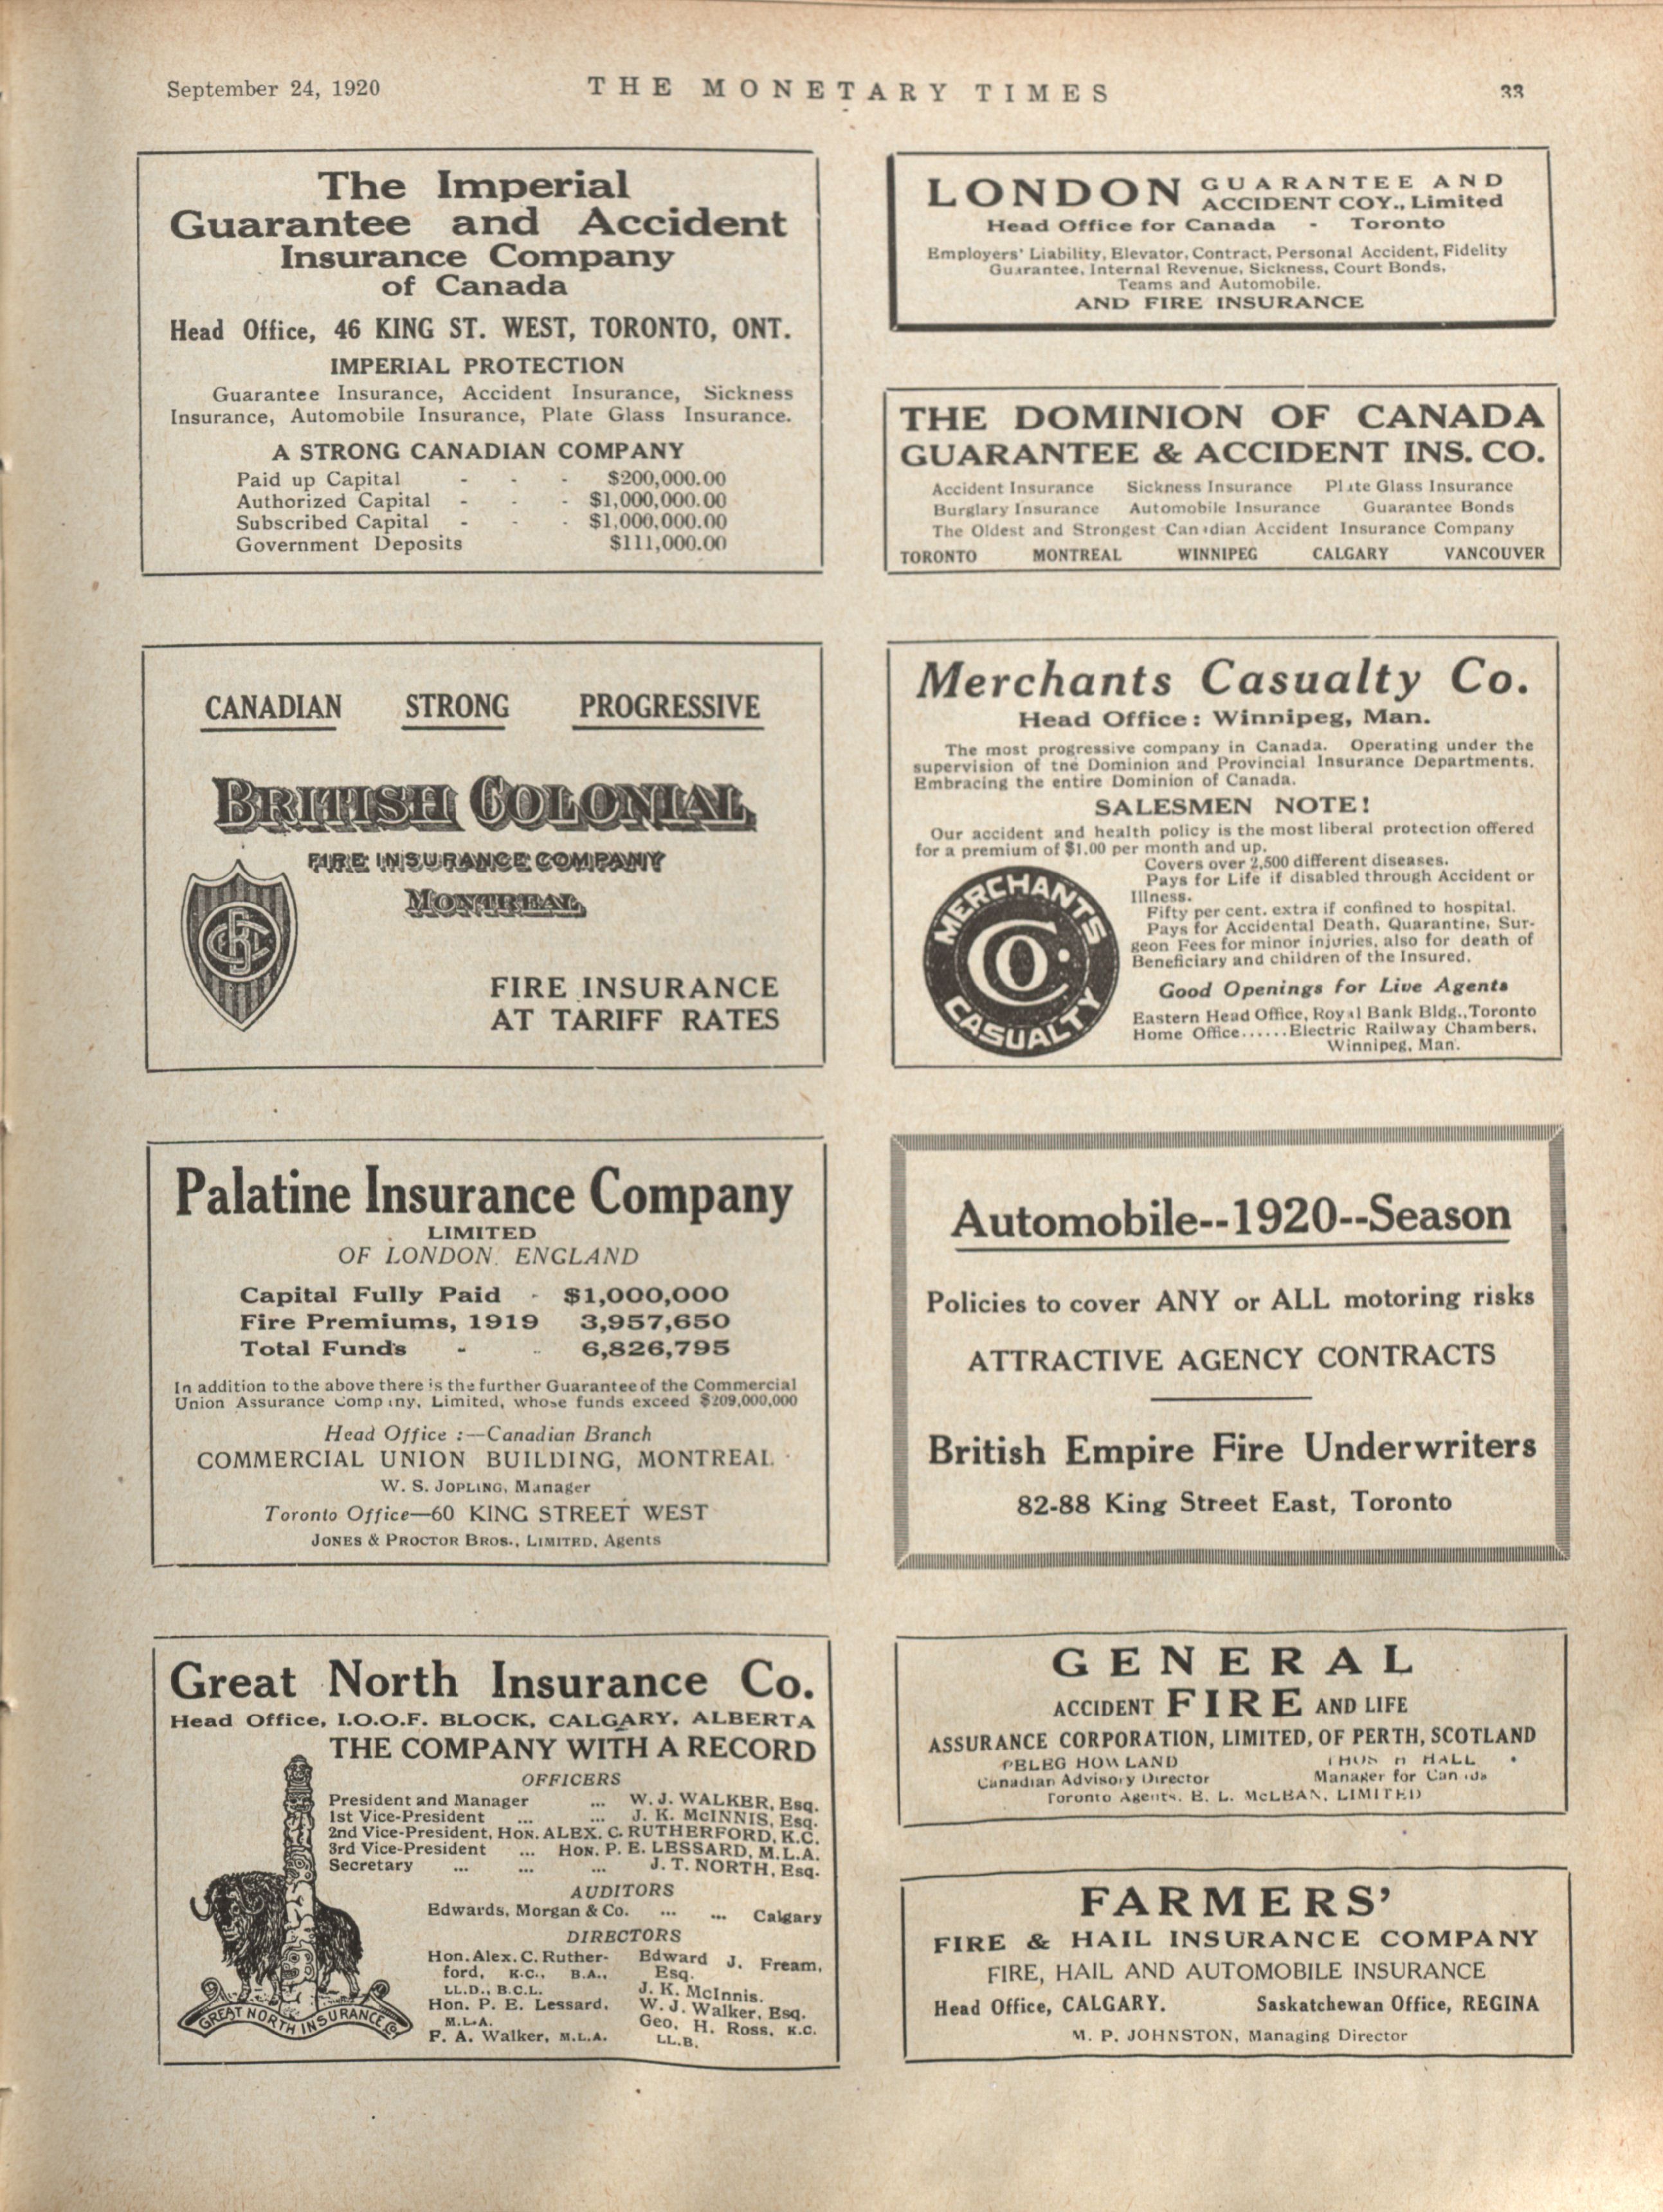 September 24, 1920
THE MONETARY TIMES
33
The Imperial
Guarantee and Accident
Insurance Company
of Canada
Head Office, 46 KING ST. WEST, TORONTO, ONT.
IMPERIAL PROTECTION
Guarantee Insurance, Accident Insurance, Sickness
Insurance, Automobile Insurance, Plate Glass Insurance.
A STRONG CANADIAN COMPANY
Paid up Capital - - - $200,000.00
Authorized Capital - - - $1,000,000.00
Subscribed Capital - - - $1,000,000.00
Government Deposits $111,000.00
CANADIAN STRONG PROGRESSIVE
BRITISH COLONIAL
FIRE INSURANCE COMPANY
MONTREAL
FIRE INSURANCE
AT TARIFF RATES
Palatine Insurance Company
LIMITED
OF LONDON, ENGLAND
Capital Fully Paid - $1,000,000
Fire Premiums, 1919 3,957,650
Total Funds - - 6,826,795
In addition to the above there is the further Guarantee of the Commercial
Union Assurance Company, Limited, whose funds exceed $209,000,000
Head Office :—Canadian Branch
COMMERCIAL UNION BUILDING, MONTREAL
W. S. JOPLING, Manager
Toronto Office—60 KING STREET WEST
JONES & PROCTOR BROS., LIMITED, Agents
Great North Insurance Co.
Head Office, I.O.O.F. BLOCK, CALGARY, ALBERTA
THE COMPANY WITH A RECORD
OFFICERS
President and Manager ... W. J. WALKER, Esq.
1st Vice-President ... ... J. K. McINNIS, Esq.
2nd Vice-President, HON. ALEX. C. RUTHERFORD, K.C.
3rd Vice-President ... HON. P. E. LESSARD, M.L.A.
Secretary ... ... ... J. T. NORTH, Esq.
AUDITORS
Edwards, Morgan & Co. ... ... Calgary
DIRECTORS
Hon. Alex. C. Ruther-
ford, K.C., B.A.,
LL.D., B.C.L.
Hon. P. E. Lessard,
M.L.A.
F. A. Walker, M.L.A.
Edward J. Fream,
Esq.
J. K. McInnis.
W. J. Walker, Esq.
Geo. H. Ross, K.C.
LL.B.
GREAT NORTH INSURANCE Co
LONDON GUARANTEE AND
ACCIDENT COY., Limited
Head Office for Canada - Toronto
Employers' Liability, Elevator, Contract, Personal Accident, Fidelity
Guarantee, Internal Revenue, Sickness, Court Bonds,
Teams and Automobile.
AND FIRE INSURANCE
THE DOMINION OF CANADA
GUARANTEE & ACCIDENT INS. CO.
Accident Insurance Sickness Insurance Plate Glass Insurance
Burglary Insurance Automobile Insurance Guarantee Bonds
The Oldest and Strongest Canadian Accident Insurance Company
TORONTO MONTREAL WINNIPEG CALGARY VANCOUVER
Merchants Casualty Co.
Head Office: Winnipeg, Man.
The most progressive company in Canada. Operating under the
supervision of the Dominion and Provincial Insurance Departments.
Embracing the entire Dominion of Canada.
SALESMEN NOTE!
Our accident and health policy is the most liberal protection offered
for a premium of $1.00 per month and up.
Covers over 2,500 different diseases.
Pays for Life if disabled through Accident or
Illness.
Fifty per cent. extra if confined to hospital.
Pays for Accidental Death, Quarantine, Sur-
geon Fees for minor injuries, also for death of
Beneficiary and children of the Insured.
Good Openings for Live Agents
Eastern Head Office, Royal Bank Bldg., Toronto
Home Office......Electric Railway Chambers,
Winnipeg, Man.
MERCHANTS CASUALTY Co.
Automobile--1920--Season
Policies to cover ANY or ALL motoring risks
ATTRACTIVE AGENCY CONTRACTS
British Empire Fire Underwriters
82-88 King Street East, Toronto
GENERAL
ACCIDENT FIRE AND LIFE
ASSURANCE CORPORATION, LIMITED, OF PERTH, SCOTLAND
PELEG HOWLAND THOS H HALL
Canadian Advisory Director Manager for Canada
Toronto Agents, E. L. McLEAN, LIMITED
FARMERS'
FIRE & HAIL INSURANCE COMPANY
FIRE, HAIL AND AUTOMOBILE INSURANCE
Head Office, CALGARY. Saskatchewan Office, REGINA
M. P. JOHNSTON, Managing Director